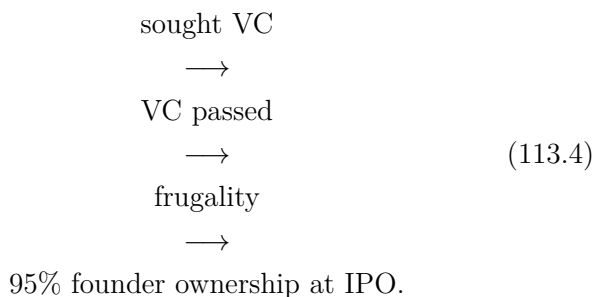 sought VC
⟶
VC passed
⟶
(113.4)
frugality
⟶
95% founder ownership at IPO.